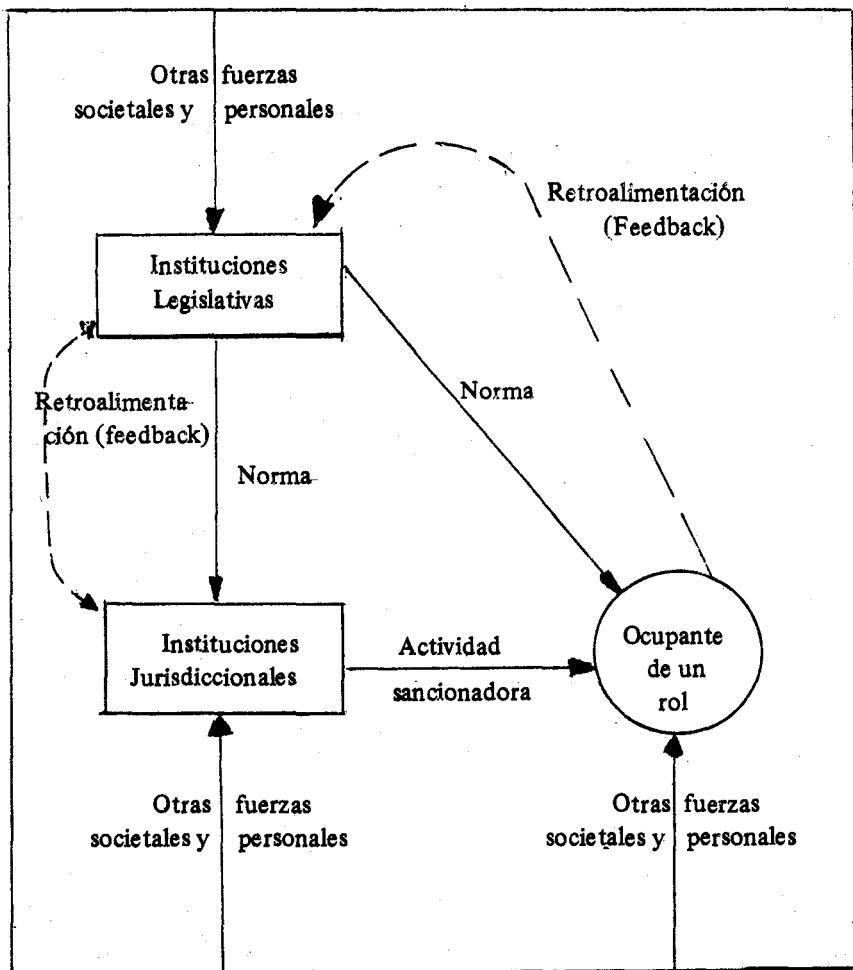 Otras fuerzas
societales y personales
Retroalimentación
(Feedback)
Instituciones
Legislativas
Retroalimenta-
ción (feedback)
Norma
Norma
Instituciones
Jurisdiccionales
Actividad
sancionadora
Ocupante
de un
rol
Otras fuerzas
societales y personales
Otras fuerzas
societales y personales